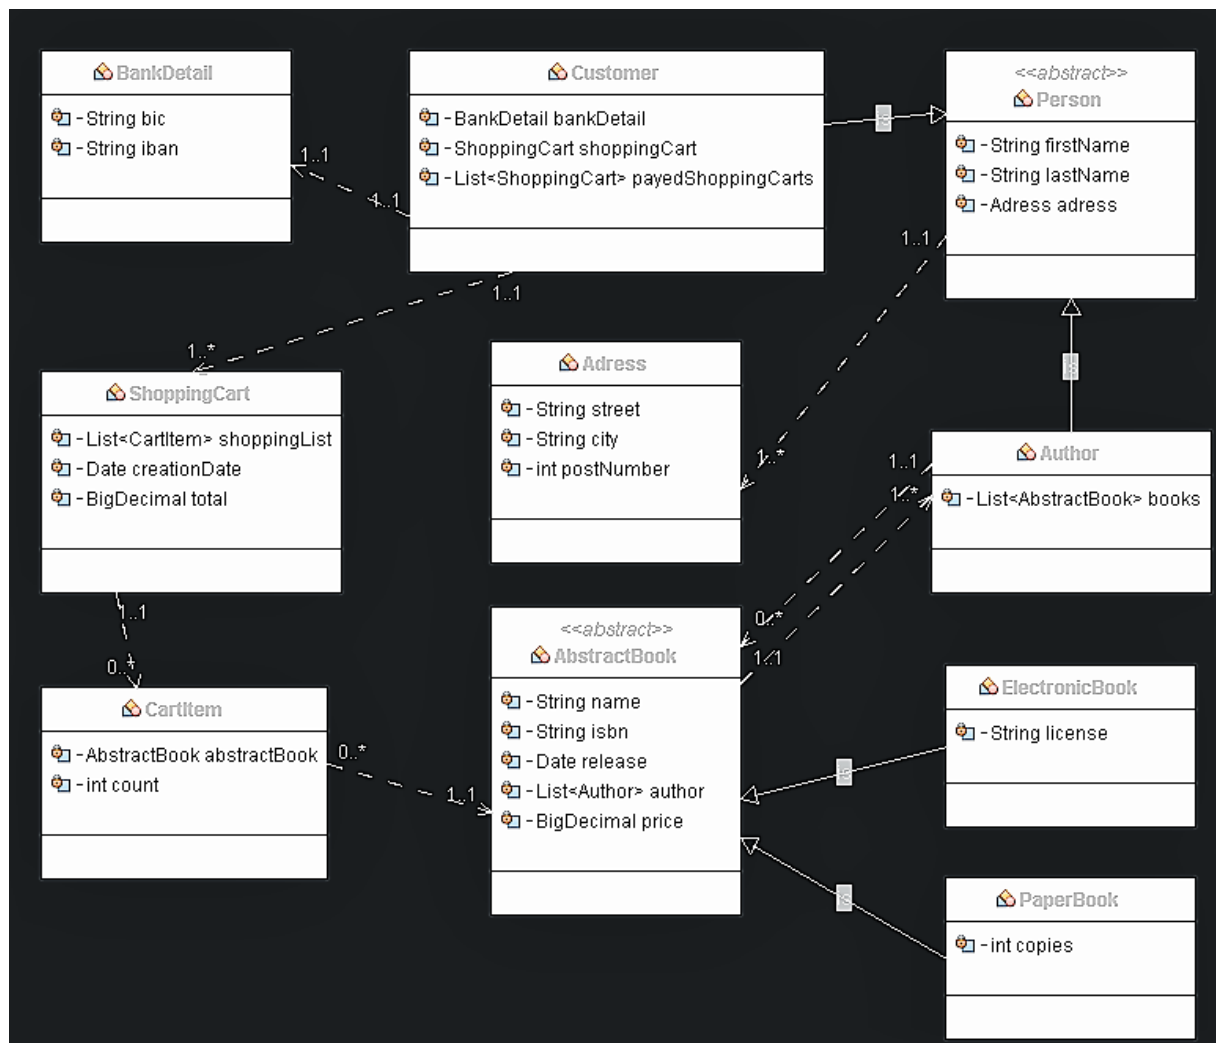 BankDetail
-String bic
-String iban
Customer
-BankDetail bankDetail
-ShoppingCart shoppingCart
-List<ShoppingCart> payedShoppingCarts
<<abstract>>
Person
-String firstName
-String lastName
-Adress adress
is
1..1
1..1
1..1
1..*
1..1
1..*
is
ShoppingCart
-List<CartItem> shoppingList
-Date creationDate
-BigDecimal total
Adress
-String street
-String city
-int postNumber
Author
-List<AbstractBook> books
1..1
1..*
0..*
1..1
1..1
0..*
CartItem
-AbstractBook abstractBook
-int count
0..*
1..1
<<abstract>>
AbstractBook
-String name
-String isbn
-Date release
-List<Author> author
-BigDecimal price
ElectronicBook
-String license
is
PaperBook
-int copies
is